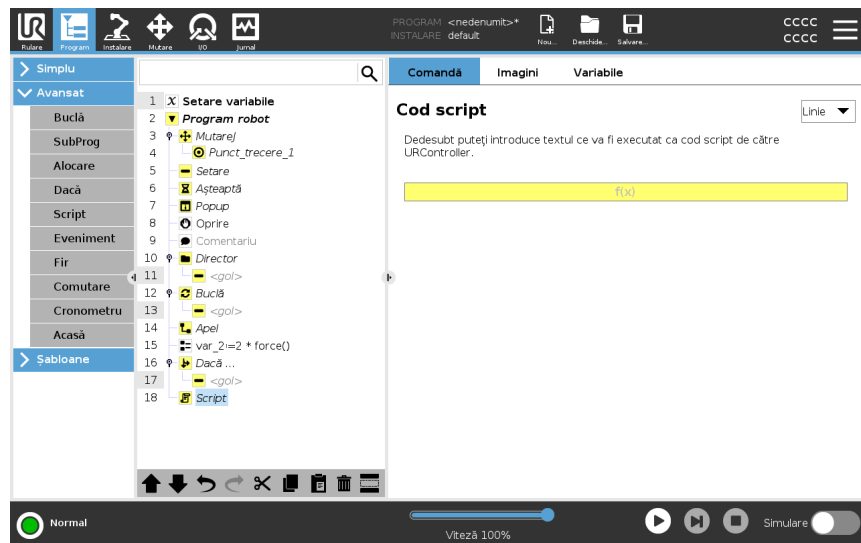 UR
Rulare
Program
Instalare
Mutare
I/O
Jurnal
PROGRAM <nedenumit>*
INSTALARE default
Nou...
Deschide...
Salvare...
CCCC
CCCC
Simplu
Avansat
Buclă
SubProg
Alocare
Dacă
Script
Eveniment
Fir
Comutare
Cronometru
Acasă
Șabloane
1 X Setare variabile
2 Program robot
3 MutareJ
4 Punct_trecere_1
5 Setare
6 Așteaptă
7 Popup
8 Oprire
9 Comentariu
10 Director
11 <gol>
12 Buclă
13 <gol>
14 Apel
15 var_2≔2 * force()
16 Dacă ...
17 <gol>
18 Script
Comandă
Imagini
Variabile
Cod script
Linie
Dedesubt puteți introduce textul ce va fi executat ca cod script de către
URController.
f(x)
Normal
Viteză 100%
Simulare